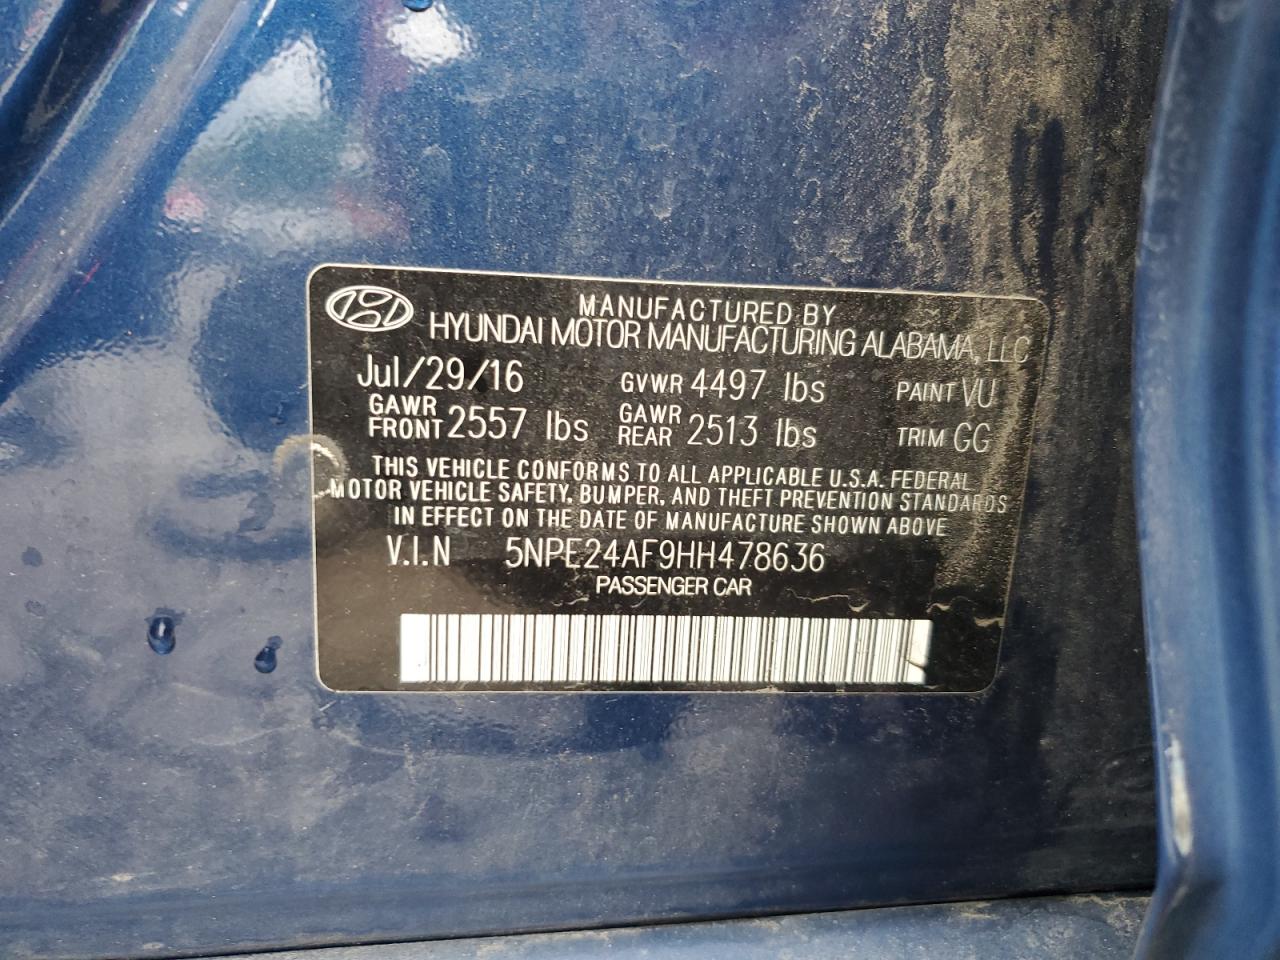 MANUFACTURED BY
HYUNDAI MOTOR MANUFACTURING ALABAMA, LLC
Jul/29/16 GVWR 4497 lbs PAINT VU
GAWR FRONT 2557 lbs GAWR REAR 2513 lbs TRIM GG
THIS VEHICLE CONFORMS TO ALL APPLICABLE U.S.A. FEDERAL
MOTOR VEHICLE SAFETY, BUMPER, AND THEFT PREVENTION STANDARDS
IN EFFECT ON THE DATE OF MANUFACTURE SHOWN ABOVE
V.I.N 5NPE24AF9HH478636
PASSENGER CAR